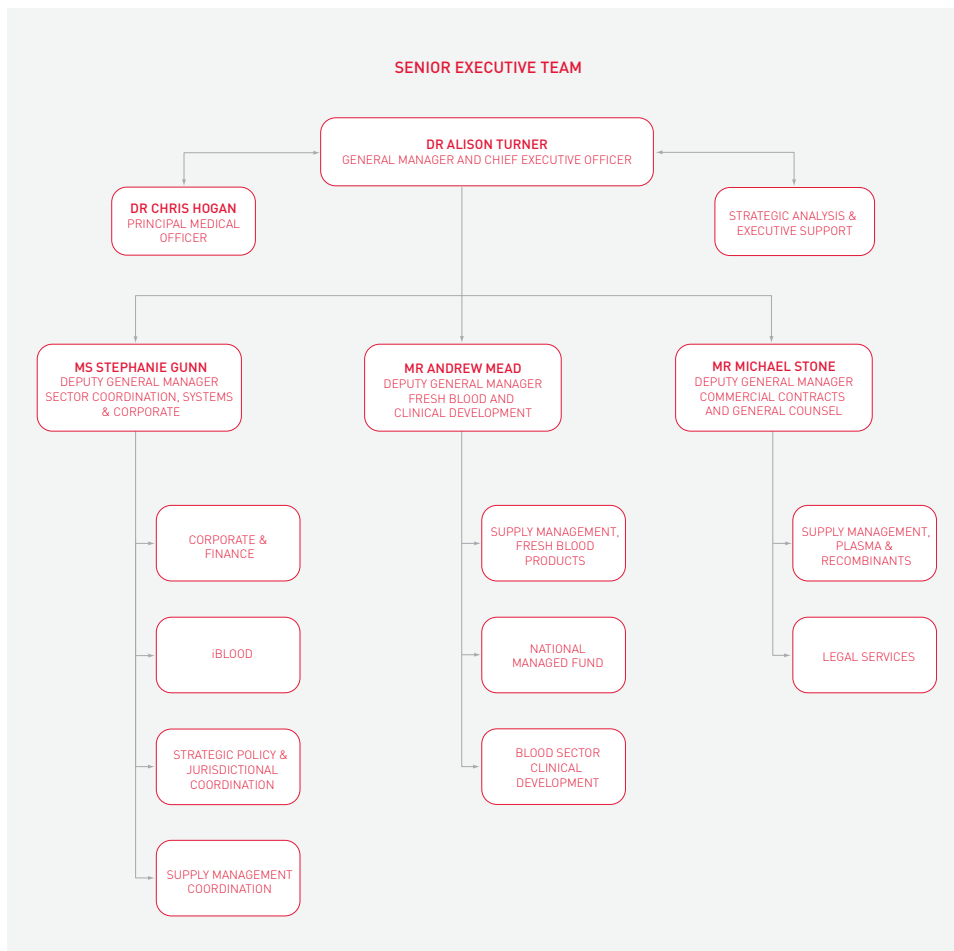 SENIOR EXECUTIVE TEAM
DR ALISON TURNER
GENERAL MANAGER AND CHIEF EXECUTIVE OFFICER
DR CHRIS HOGAN
PRINCIPAL MEDICAL
OFFICER
STRATEGIC ANALYSIS &
EXECUTIVE SUPPORT
MS STEPHANIE GUNN
DEPUTY GENERAL MANAGER
SECTOR COORDINATION, SYSTEMS
& CORPORATE
MR ANDREW MEAD
DEPUTY GENERAL MANAGER
FRESH BLOOD AND
CLINICAL DEVELOPMENT
MR MICHAEL STONE
DEPUTY GENERAL MANAGER
COMMERCIAL CONTRACTS
AND GENERAL COUNSEL
CORPORATE &
FINANCE
iBLOOD
STRATEGIC POLICY &
JURISDICTIONAL
COORDINATION
SUPPLY MANAGEMENT
COORDINATION
SUPPLY MANAGEMENT,
FRESH BLOOD
PRODUCTS
NATIONAL
MANAGED FUND
BLOOD SECTOR
CLINICAL
DEVELOPMENT
SUPPLY MANAGEMENT,
PLASMA &
RECOMBINANTS
LEGAL SERVICES